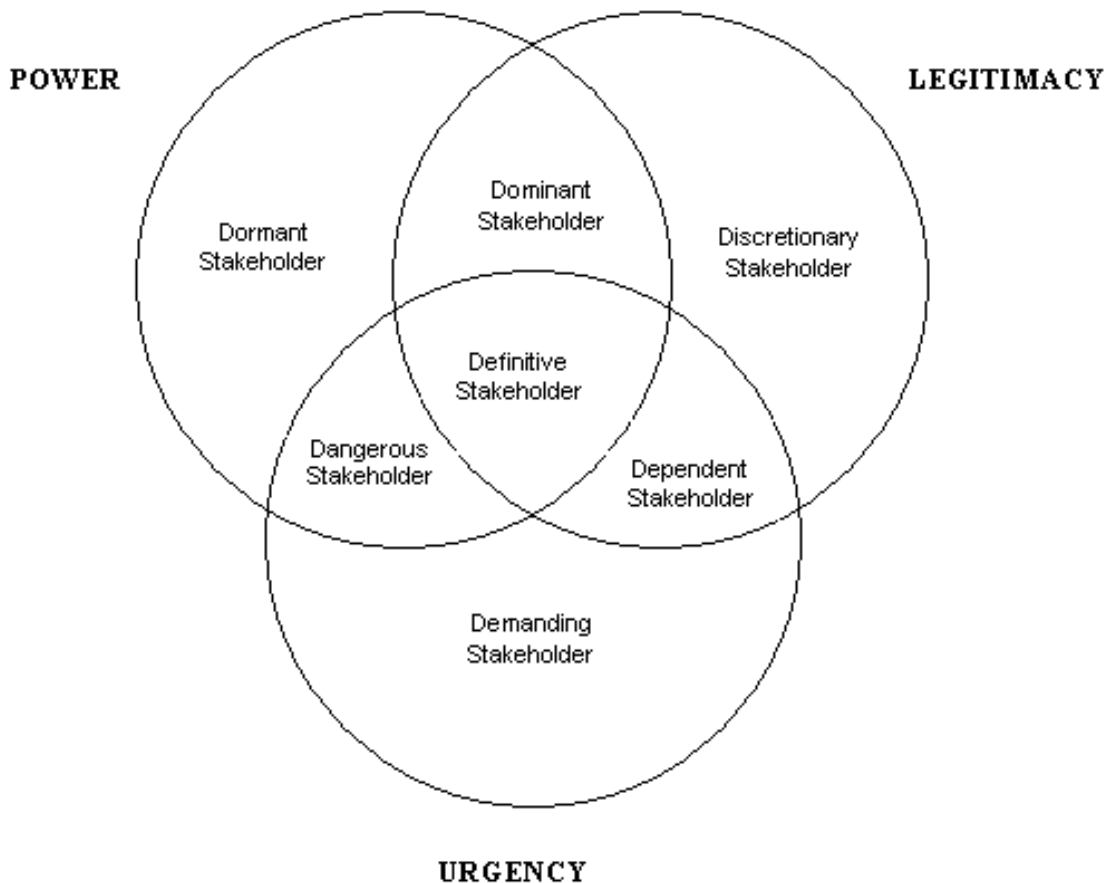 POWER
LEGITIMACY
Dominant
Stakeholder
Dormant
Stakeholder
Discretionary
Stakeholder
Definitive
Stakeholder
Dangerous
Stakeholder
Dependent
Stakeholder
Demanding
Stakeholder
URGENCY